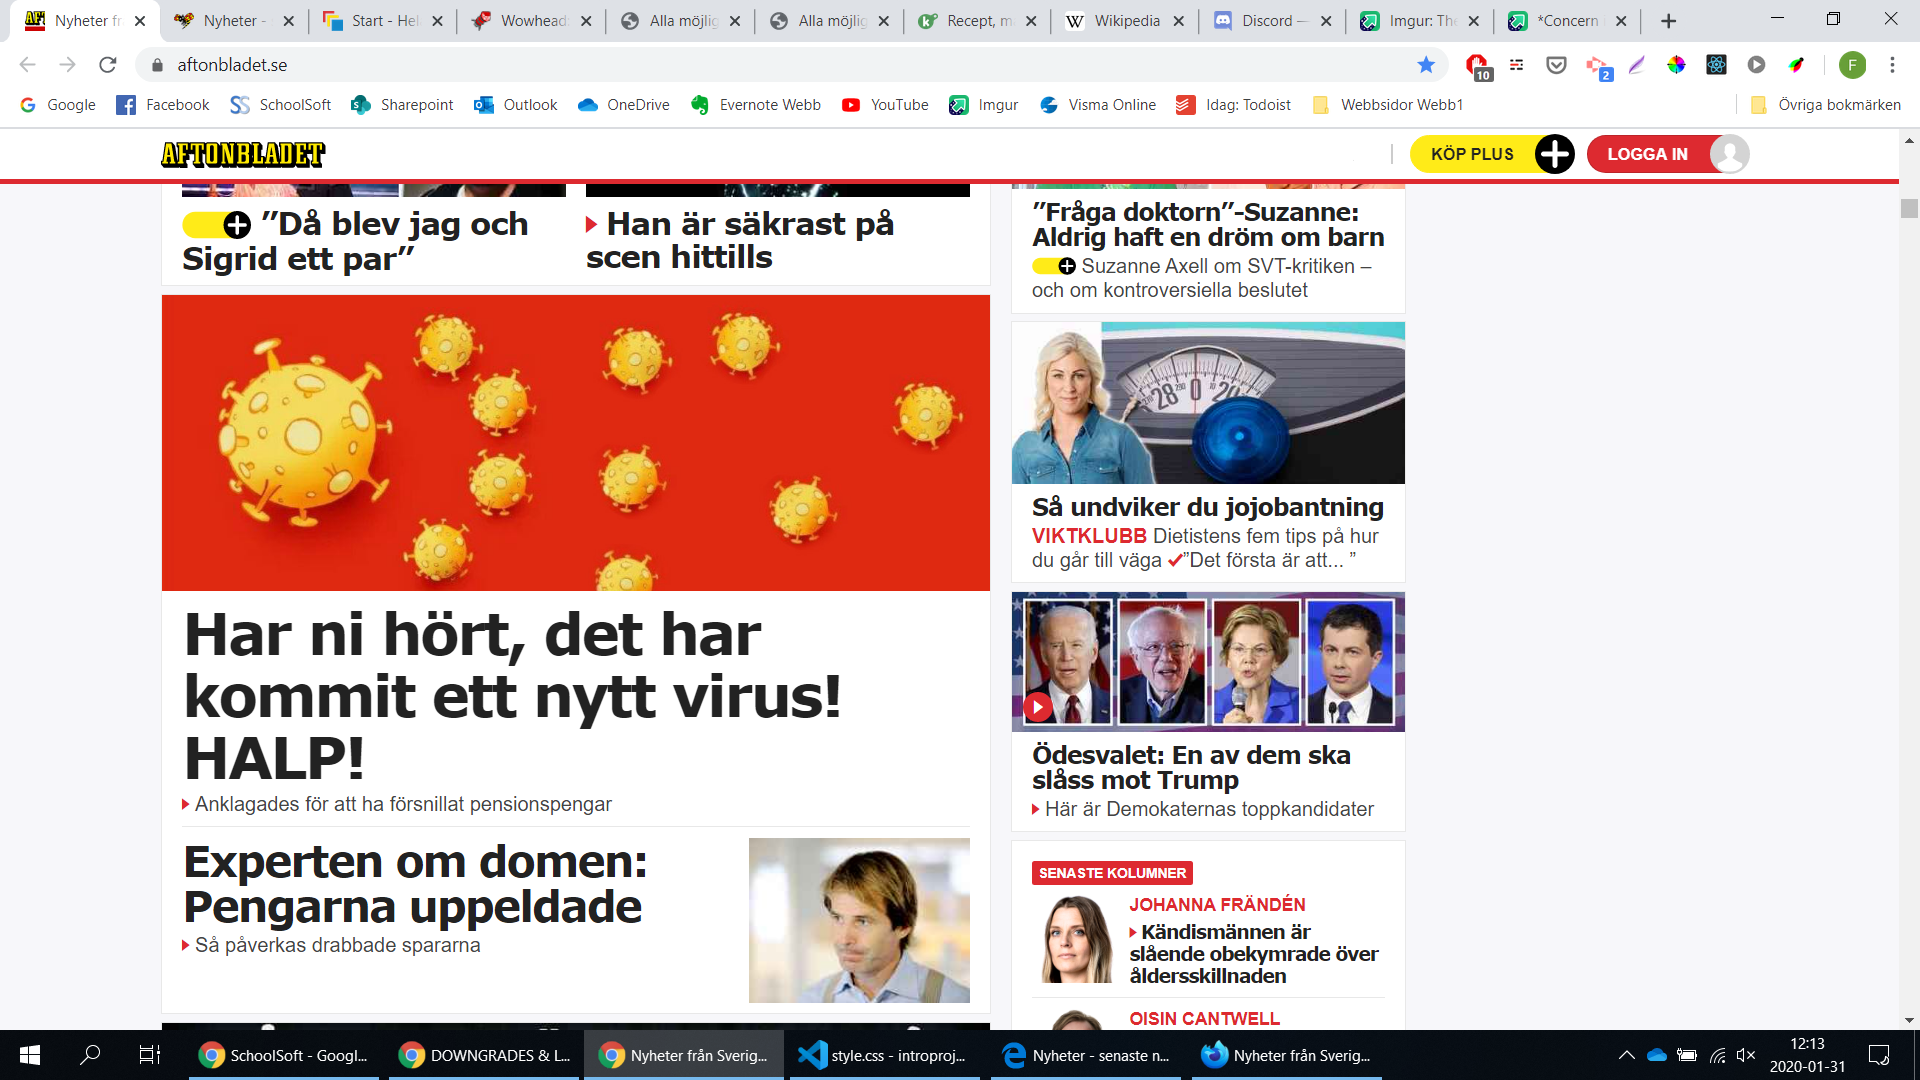 Nyheter fr
Nyheter -
Start - Hel
Wowhead
Alla möjlig
Alla möjlig
Recept, m
Wikipedia
Discord —
Imgur: The
*Concern
aftonbladet.se
10
2
F
Google
Facebook
SchoolSoft
Sharepoint
Outlook
OneDrive
Evernote Webb
YouTube
Imgur
Visma Online
Idag: Todoist
Webbsidor Webb1
Övriga bokmärken
AFTONBLADET
KÖP PLUS
LOGGA IN
”Då blev jag och
Sigrid ett par”
Han är säkrast på
scen hittills
Har ni hört, det har
kommit ett nytt virus!
HALP!
Anklagades för att ha försnillat pensionspengar
Experten om domen:
Pengarna uppeldade
Så påverkas drabbade spararna
”Fråga doktorn”-Suzanne:
Aldrig haft en dröm om barn
Suzanne Axell om SVT-kritiken –
och om kontroversiella beslutet
28 0 20
Så undviker du jojobantning
VIKTKLUBB Dietistens fem tips på hur
du går till väga ✓”Det första är att... ”
Ödesvalet: En av dem ska
slåss mot Trump
Här är Demokaternas toppkandidater
SENASTE KOLUMNER
JOHANNA FRÄNDÉN
Kändismännen är
slående obekymrade över
åldersskillnaden
OISIN CANTWELL
SchoolSoft - Googl...
DOWNGRADES & L...
Nyheter från Sverig...
style.css - introproj...
Nyheter - senaste n...
Nyheter från Sverig...
12:13
2020-01-31